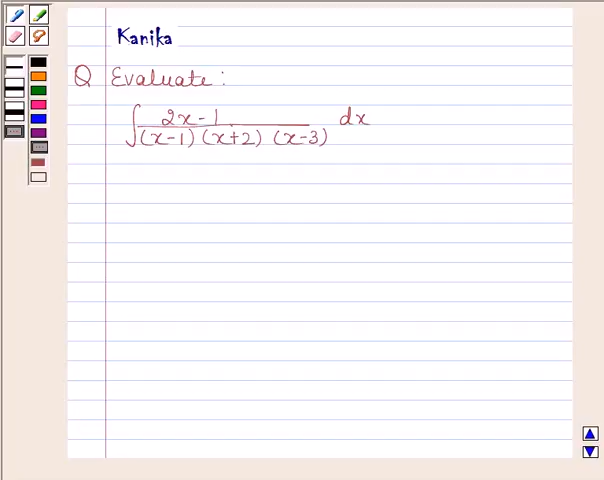 Kanika
Q Evaluate:
∫ 2x-1 / (x-1) (x+2) (x-3) dx